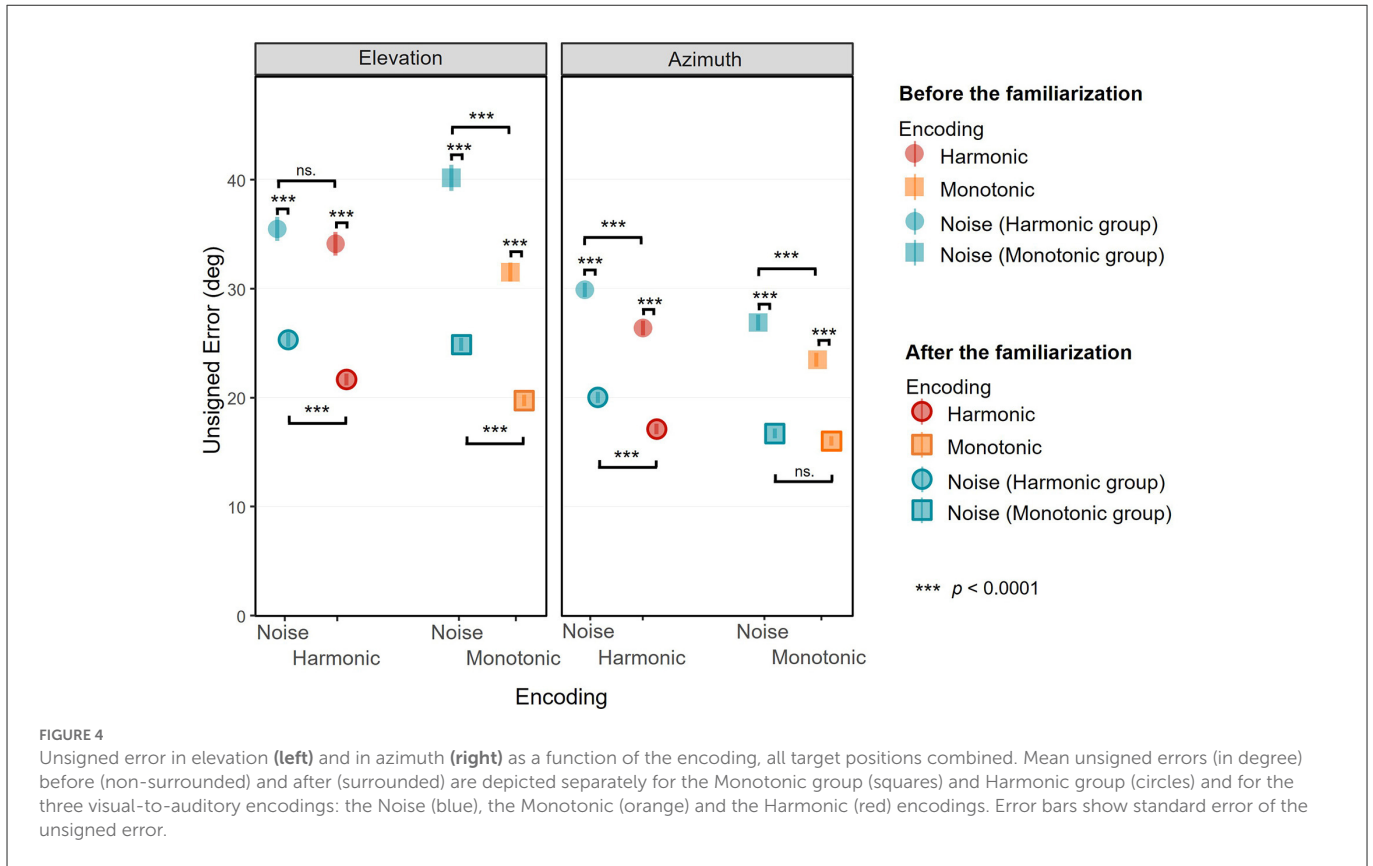 Elevation
Azimuth
Unsigned Error (deg)
40
30
20
10
0
***
***
ns.
***
***
***
***
***
***
***
***
***
***
***
***
***
***
ns.
Noise
Harmonic
Noise
Monotonic
Noise
Harmonic
Noise
Monotonic
Encoding
Before the familiarization
Encoding
Harmonic
Monotonic
Noise (Harmonic group)
Noise (Monotonic group)
After the familiarization
Encoding
Harmonic
Monotonic
Noise (Harmonic group)
Noise (Monotonic group)
*** p < 0.0001
FIGURE 4
Unsigned error in elevation (left) and in azimuth (right) as a function of the encoding, all target positions combined. Mean unsigned errors (in degree)
before (non-surrounded) and after (surrounded) are depicted separately for the Monotonic group (squares) and Harmonic group (circles) and for the
three visual-to-auditory encodings: the Noise (blue), the Monotonic (orange) and the Harmonic (red) encodings. Error bars show standard error of the
unsigned error.